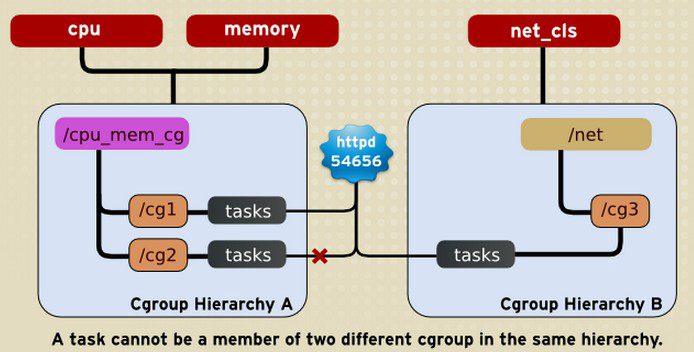 cpu
memory
net_cls
/cpu_mem_cg
httpd
54656
/net
/cg1
tasks
/cg3
/cg2
tasks
tasks
Cgroup Hierarchy A
Cgroup Hierarchy B
A task cannot be a member of two different cgroup in the same hierarchy.